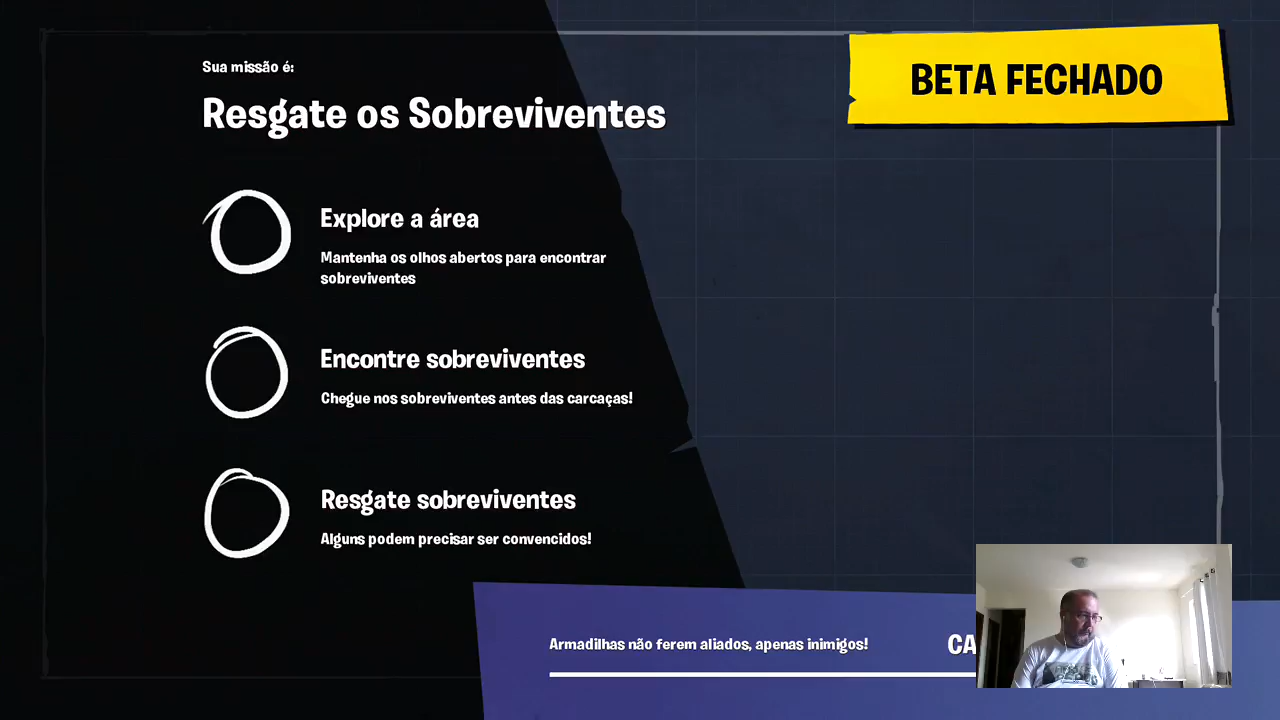 Sua missão é:
Resgate os Sobreviventes
BETA FECHADO
Explore a área
Mantenha os olhos abertos para encontrar
sobreviventes
Encontre sobreviventes
Chegue nos sobreviventes antes das carcaças!
Resgate sobreviventes
Alguns podem precisar ser convencidos!
Armadilhas não ferem aliados, apenas inimigos!
CA